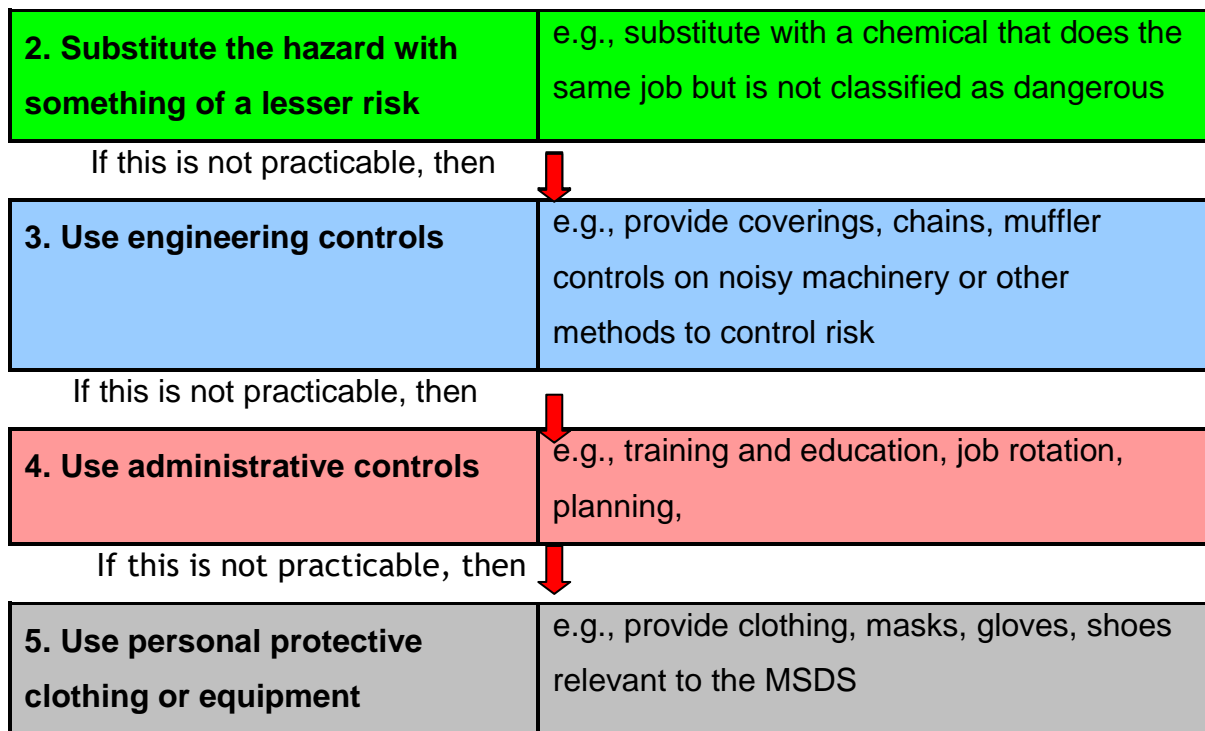 2. Substitute the hazard with
something of a lesser risk
e.g., substitute with a chemical that does the
same job but is not classified as dangerous
If this is not practicable, then
3. Use engineering controls
e.g., provide coverings, chains, muffler
controls on noisy machinery or other
methods to control risk
If this is not practicable, then
4. Use administrative controls
e.g., training and education, job rotation,
planning,
If this is not practicable, then
5. Use personal protective
clothing or equipment
e.g., provide clothing, masks, gloves, shoes
relevant to the MSDS